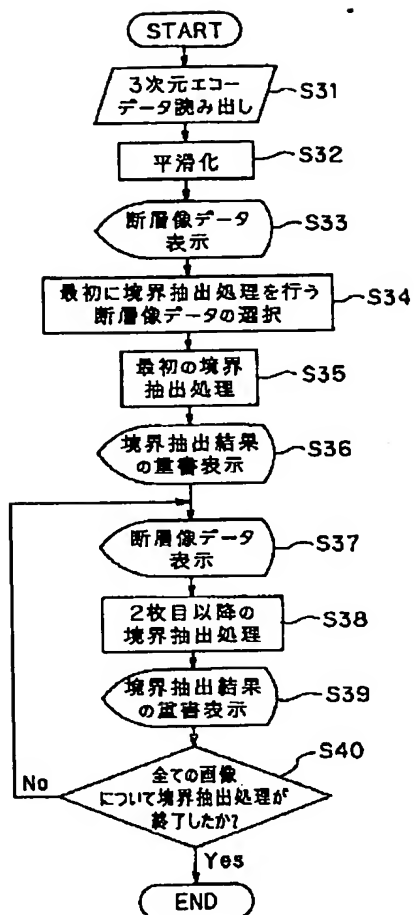 START
3次元エコー
データ読み出し
S31
平滑化
S32
断層像データ
表示
S33
最初に境界抽出処理を行う
断層像データの選択
S34
最初の境界
抽出処理
S35
境界抽出結果
の重書表示
S36
断層像データ
表示
S37
2枚目以降の
境界抽出処理
S38
境界抽出結果
の重書表示
S39
全ての画像
について境界抽出処理が
終了したか?
S40
No
Yes
END